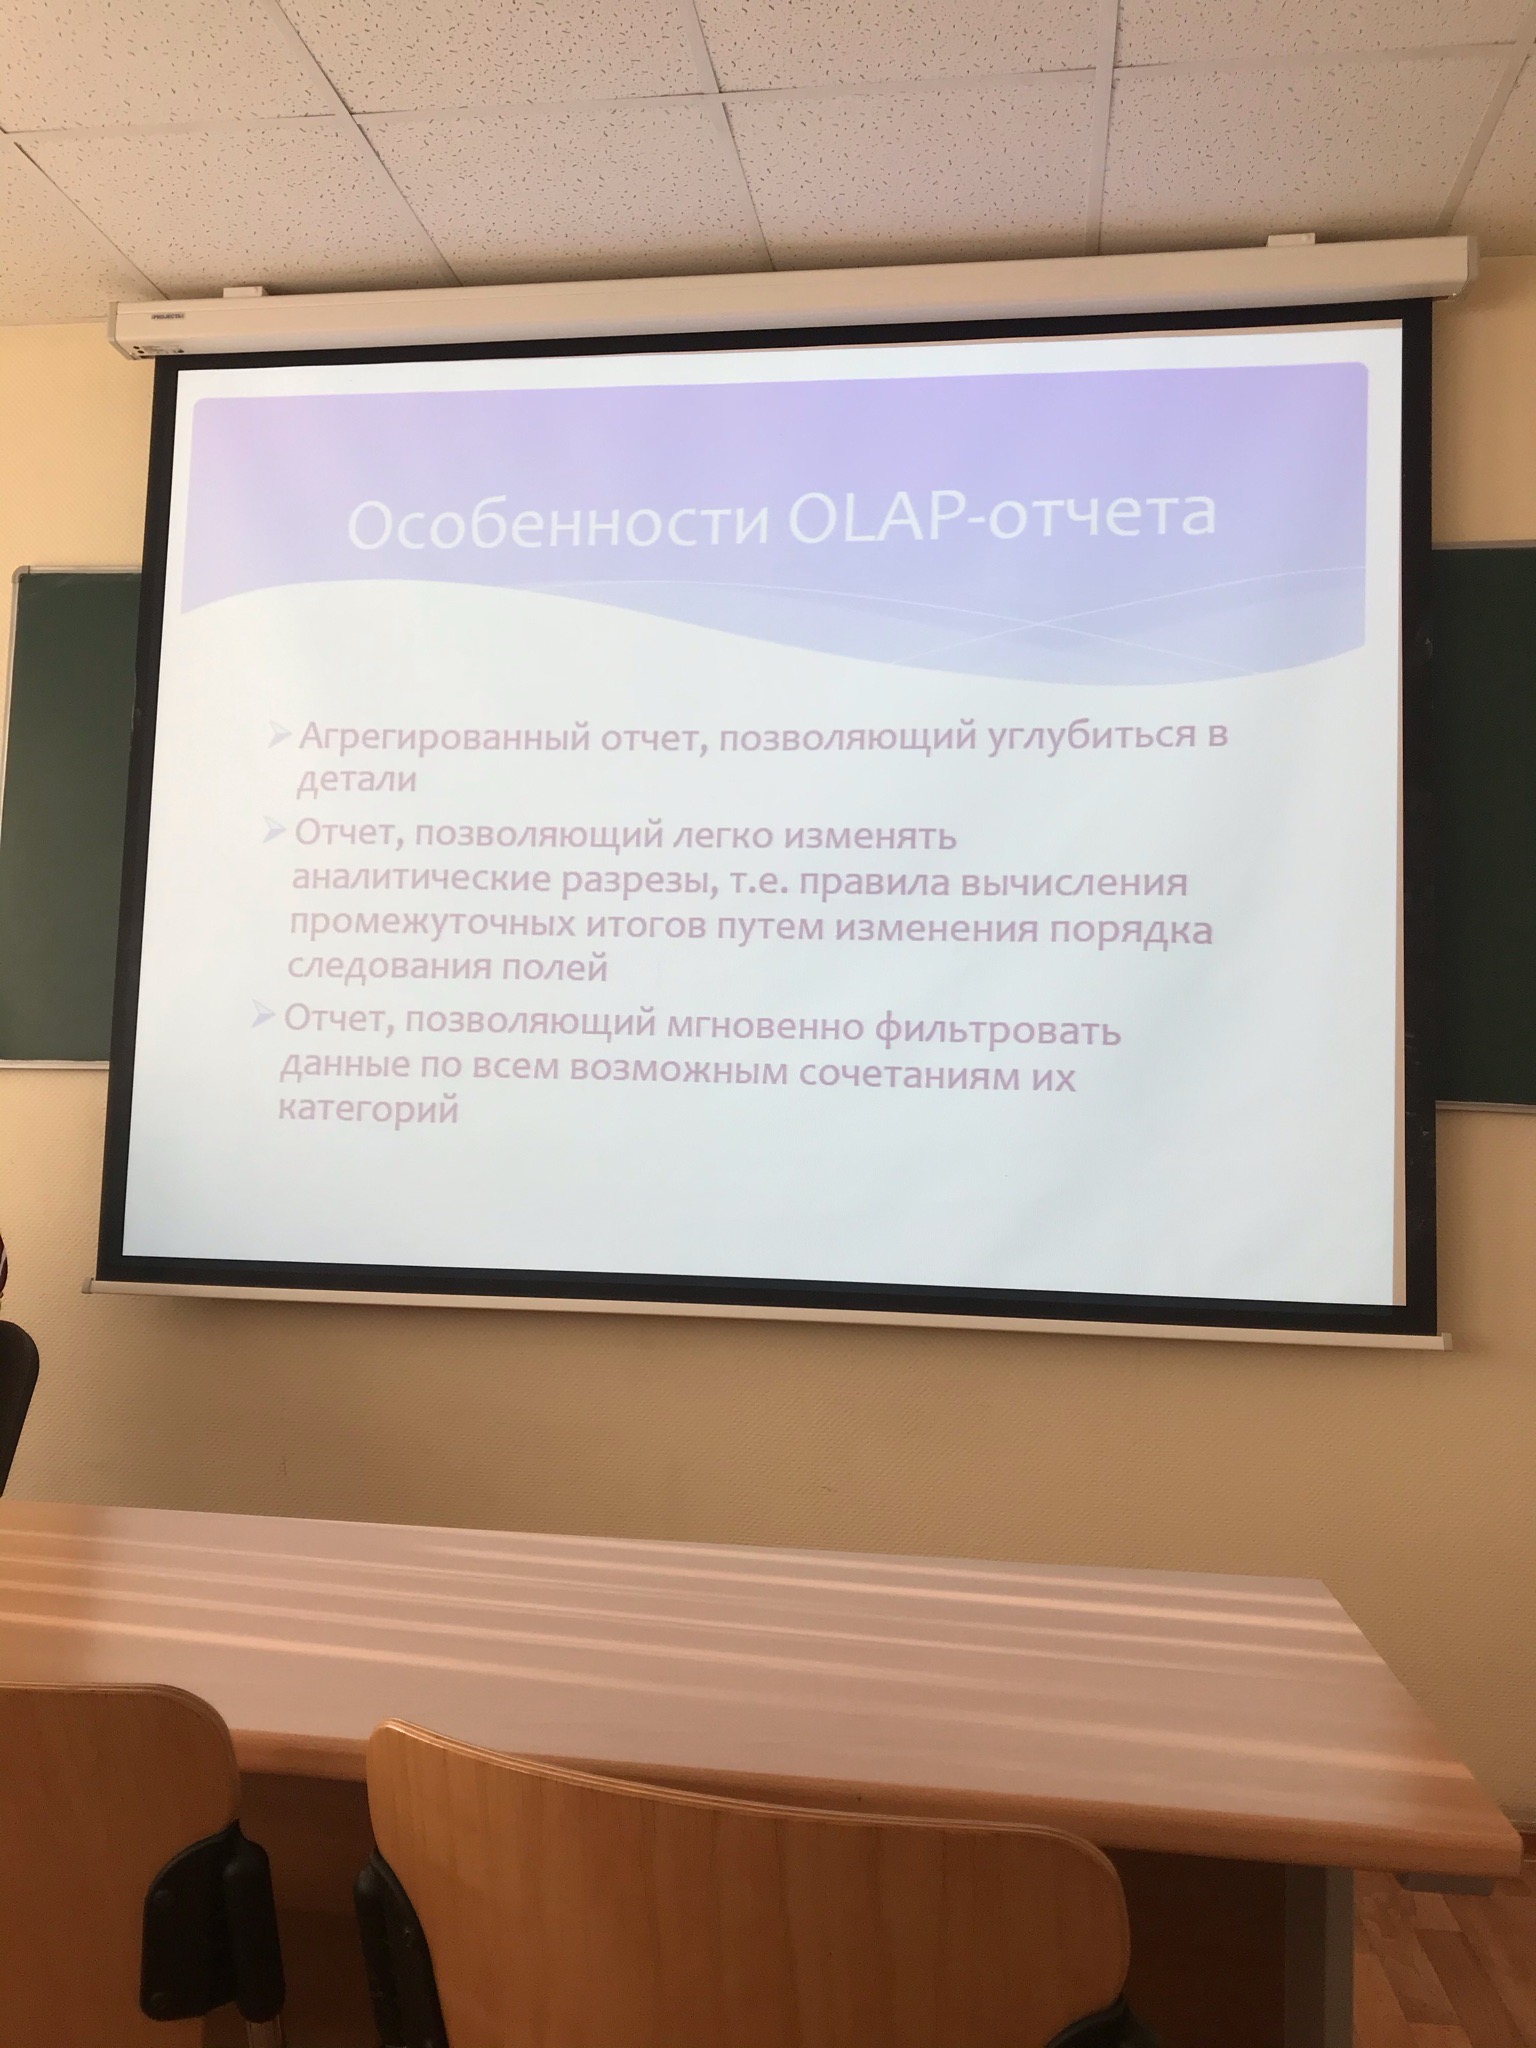 PROJECTA
Особенности OLAP-отчета
Агрегированный отчет, позволяющий углубиться в
детали
Отчет, позволяющий легко изменять
аналитические разрезы, т.е. правила вычисления
промежуточных итогов путем изменения порядка
следования полей
Отчет, позволяющий мгновенно фильтровать
данные по всем возможным сочетаниям их
категорий